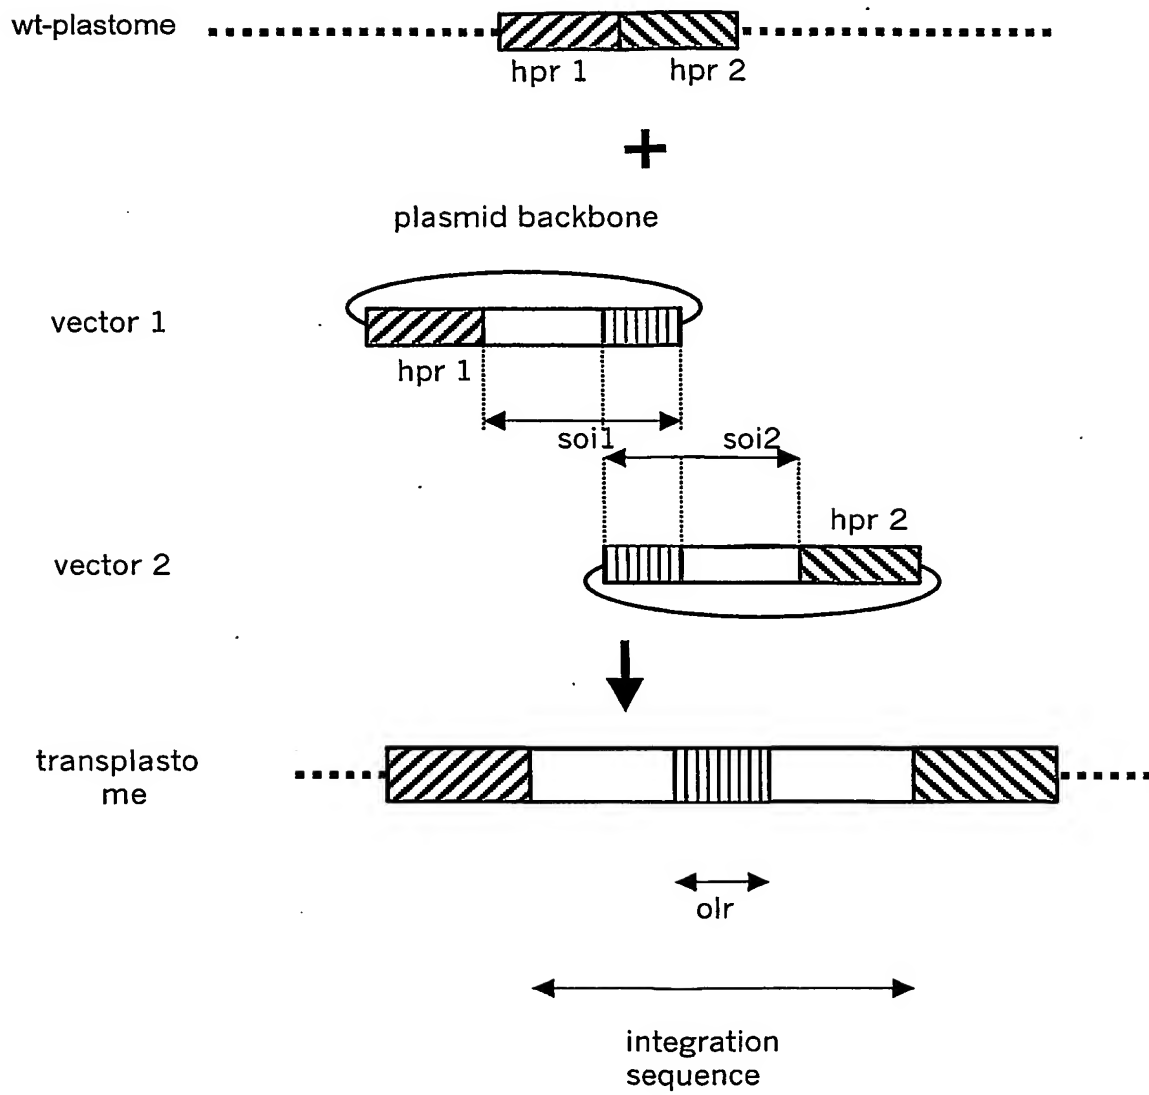 wt-plastome
hpr 1
hpr 2
+
plasmid backbone
vector 1
hpr 1
soi1
soi2
hpr 2
vector 2
transplasto
me
olr
integration
sequence